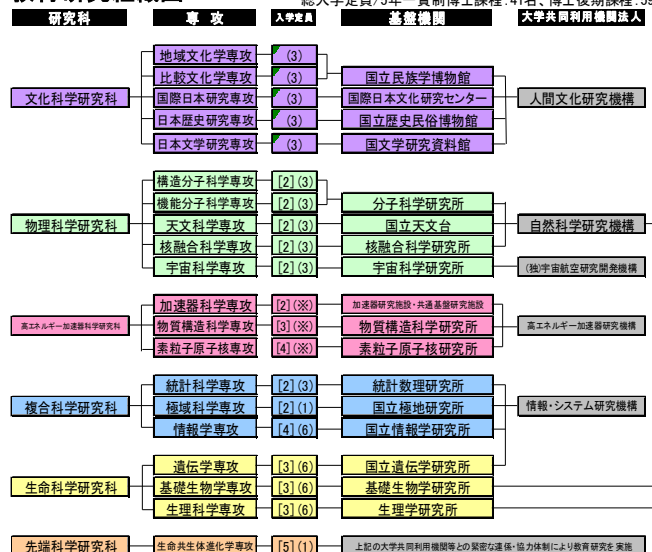 総入学定員/5年一貫制博士課程:41名、博士後期課程:
研究科 専攻 入学定員 基盤機関 大学共同利用機関法人
地域文化学専攻 (3)
比較文化学専攻 (3) 国立民族学博物館
文化科学研究科 国際日本研究専攻 (3) 国際日本文化研究センター 人間文化研究機構
日本歴史研究専攻 (3) 国立歴史民俗博物館
日本文学研究専攻 (3) 国文学研究資料館
構造分子科学専攻 [2](3)
機能分子科学専攻 [2](3) 分子科学研究所
物理科学研究科 天文科学専攻 [2](3) 国立天文台 自然科学研究機構
核融合科学専攻 [2](3) 核融合科学研究所
宇宙科学専攻 [2](3) 宇宙科学研究所 (独)宇宙航空研究開発機構
加速器科学専攻 [2](※) 加速器研究施設・共通基盤研究施設
高エネルギー加速器科学研究科 物質構造科学専攻 [3](※) 物質構造科学研究所 高エネルギー加速器研究機構
素粒子原子核専攻 [4](※) 素粒子原子核研究所
統計科学専攻 [2](3) 統計数理研究所
複合科学研究科 極域科学専攻 [2](1) 国立極地研究所 情報・システム研究機構
情報学専攻 [4](6) 国立情報学研究所
遺伝学専攻 [3](6) 国立遺伝学研究所
生命科学研究科 基礎生物学専攻 [3](6) 基礎生物学研究所
生理科学専攻 [3](6) 生理学研究所
先端科学研究科 生命共生体進化学専攻 [5](1) 上記の大学共同利用機関等との緊密な連係・協力体制により教育研究を実施